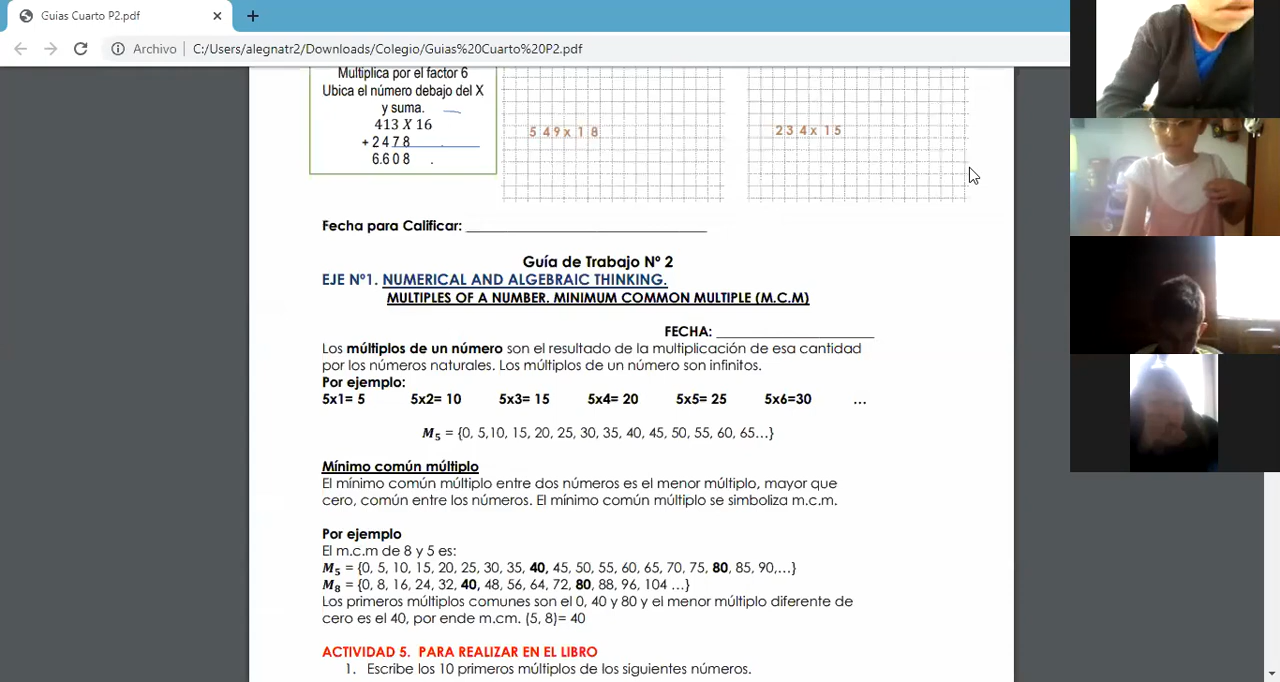 Guias Cuarto P2.pdf
Archivo C:/Users/alegnatr2/Downloads/Colegio/Guias%20Cuarto%20P2.pdf
Multiplica por el factor 6
Ubica el número debajo del X
y suma.
413 X 16
+ 2 4 7 8
6.6 0 8
5 4 9 x 1 8
2 3 4 x 1 5
Fecha para Calificar: ____________________
Guía de Trabajo Nº 2
EJE Nº1. NUMERICAL AND ALGEBRAIC THINKING.
MULTIPLES OF A NUMBER. MINIMUM COMMON MULTIPLE (M.C.M)
FECHA: ____________________
Los múltiplos de un número son el resultado de la multiplicación de esa cantidad
por los números naturales. Los múltiplos de un número son infinitos.
Por ejemplo:
5x1= 5 5x2= 10 5x3= 15 5x4= 20 5x5= 25 5x6=30 ...
M₅ = {0, 5,10, 15, 20, 25, 30, 35, 40, 45, 50, 55, 60, 65...}
Mínimo común múltiplo
El mínimo común múltiplo entre dos números es el menor múltiplo, mayor que
cero, común entre los números. El mínimo común múltiplo se simboliza m.c.m.
Por ejemplo
El m.c.m de 8 y 5 es:
M₅ = {0, 5, 10, 15, 20, 25, 30, 35, 40, 45, 50, 55, 60, 65, 70, 75, 80, 85, 90,...}
M₈ = {0, 8, 16, 24, 32, 40, 48, 56, 64, 72, 80, 88, 96, 104 ...}
Los primeros múltiplos comunes son el 0, 40 y 80 y el menor múltiplo diferente de
cero es el 40, por ende m.cm. (5, 8)= 40
ACTIVIDAD 5. PARA REALIZAR EN EL LIBRO
1. Escribe los 10 primeros múltiplos de los siguientes números.